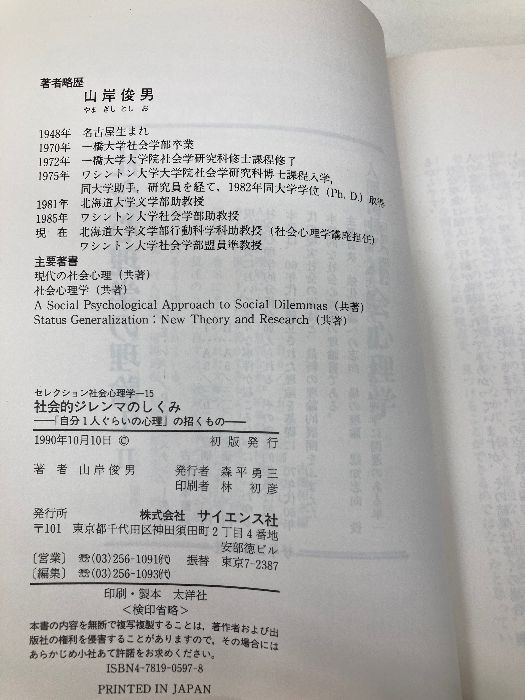 著者略歴
山岸俊男
やま ぎし とし お
1948年 名古屋生まれ
1970年 一橋大学社会学部卒業
1972年 一橋大学大学院社会学研究科修士課程修了
1975年 ワシントン大学大学院社会学研究科博士課程入学,
同大学助手, 研究員を経て, 1982年同大学学位 (Ph. D.) 取得
1981年 北海道大学文学部助教授
1985年 ワシントン大学社会学部助教授
現 在 北海道大学文学部行動科学科助教授 (社会心理学講座担任)
ワシントン大学社会学部盟員準教授
主要著書
現代の社会心理 (共著)
社会心理学 (共著)
A Social Psychological Approach to Social Dilemmas (共著)
Status Generalization : New Theory and Research (共著)
セレクション社会心理学―15
社会的ジレンマのしくみ
――「自分1人ぐらいの心理」の招くもの――
1990年10月10日 © 初版発行
著 者 山岸俊男 発行者 森平勇三
印刷者 林 初彦
発行所 株式会社 サイエンス社
〒101 東京都千代田区神田須田町2丁目4番地
安部徳ビル
〔営業〕 ☎(03)256-1091㈹ 振替 東京7-2387
〔編集〕 ☎(03)256-1093㈹
印刷・製本 太洋社
<検印省略>
本書の内容を無断で複写複製することは, 著作者および出
版社の権利を侵害することがありますので, その場合には
あらかじめ小社あて許諾をお求めください。
ISBN4-7819-0597-8
PRINTED IN JAPAN